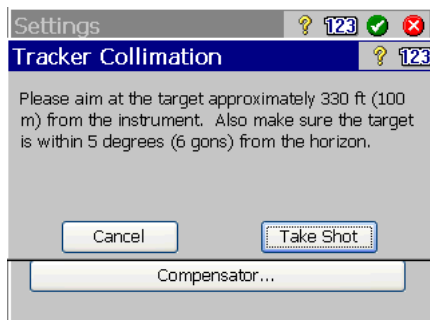 Settings
? 123
Tracker Collimation
? 123
Please aim at the target approximately 330 ft (100
m) from the instrument. Also make sure the target
is within 5 degrees (6 gons) from the horizon.
Cancel
Take Shot
Compensator...